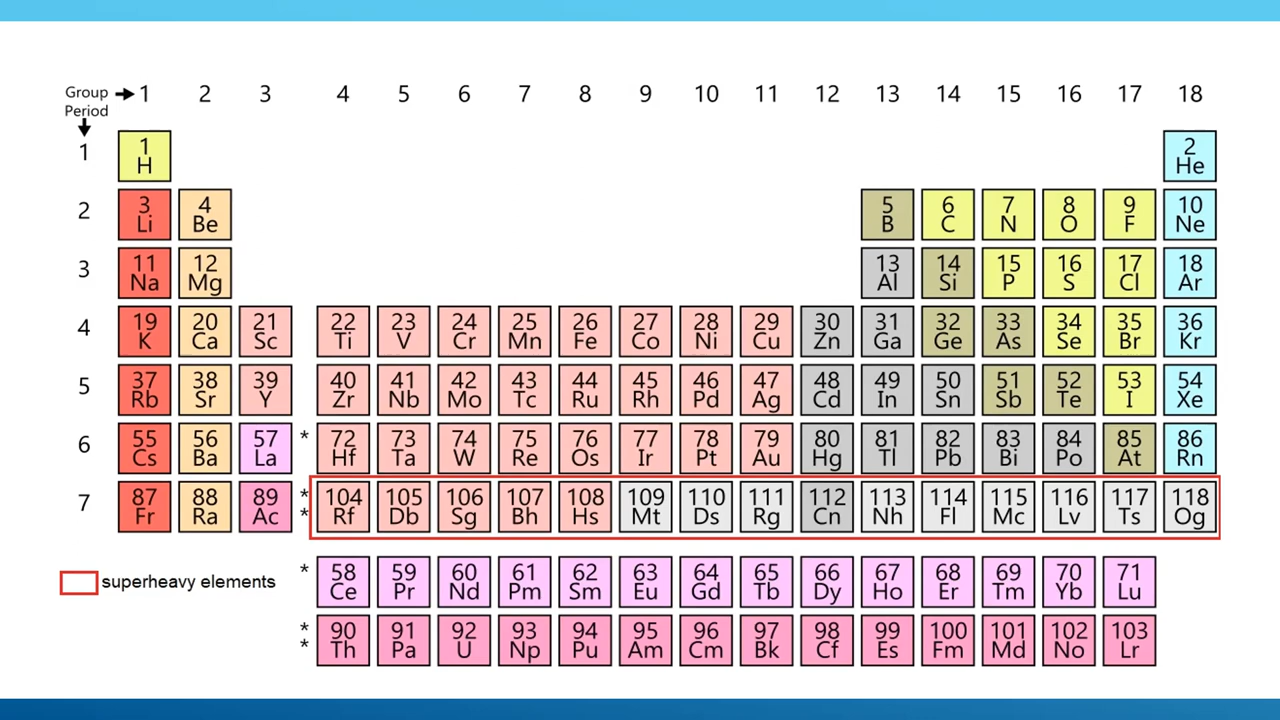 Group 1 2 3 4 5 6 7 8 9 10 11 12 13 14 15 16 17 18
Period
1
1 2
H He
2
3 4 5 6 7 8 9 10
Li Be B C N O F Ne
3
11 12 13 14 15 16 17 18
Na Mg Al Si P S Cl Ar
4
19 20 21 22 23 24 25 26 27 28 29 30 31 32 33 34 35 36
K Ca Sc Ti V Cr Mn Fe Co Ni Cu Zn Ga Ge As Se Br Kr
5
37 38 39 40 41 42 43 44 45 46 47 48 49 50 51 52 53 54
Rb Sr Y Zr Nb Mo Tc Ru Rh Pd Ag Cd In Sn Sb Te I Xe
6
55 56 57 * 72 73 74 75 76 77 78 79 80 81 82 83 84 85 86
Cs Ba La Hf Ta W Re Os Ir Pt Au Hg Tl Pb Bi Po At Rn
7
87 88 89 * 104 105 106 107 108 109 110 111 112 113 114 115 116 117 118
Fr Ra Ac * Rf Db Sg Bh Hs Mt Ds Rg Cn Nh Fl Mc Lv Ts Og
superheavy elements
* 58 59 60 61 62 63 64 65 66 67 68 69 70 71
Ce Pr Nd Pm Sm Eu Gd Tb Dy Ho Er Tm Yb Lu
* 90 91 92 93 94 95 96 97 98 99 100 101 102 103
* Th Pa U Np Pu Am Cm Bk Cf Es Fm Md No Lr